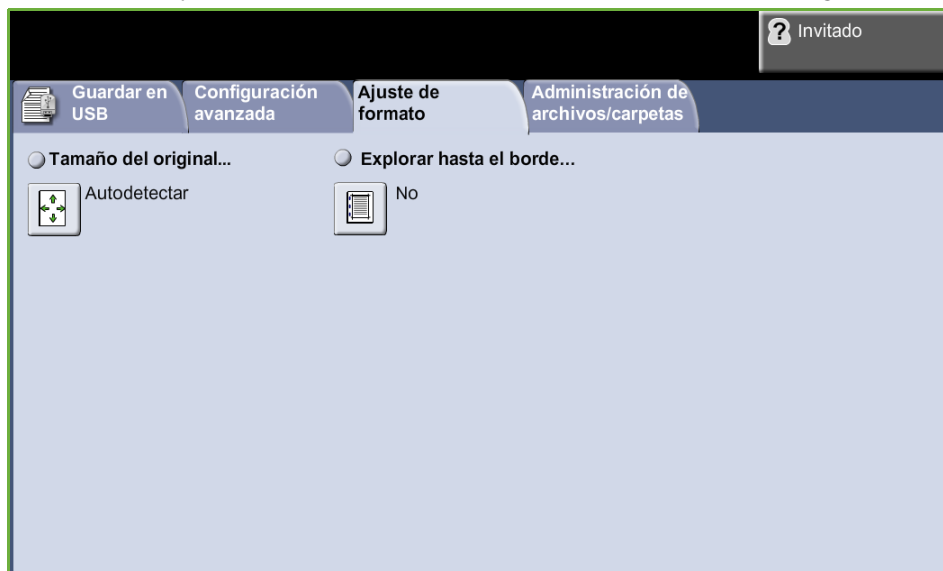 ? Invitado
Guardar en
USB
Configuración
avanzada
Ajuste de
formato
Administración de
archivos/carpetas
Tamaño del original...
Autodetectar
Explorar hasta el borde...
No